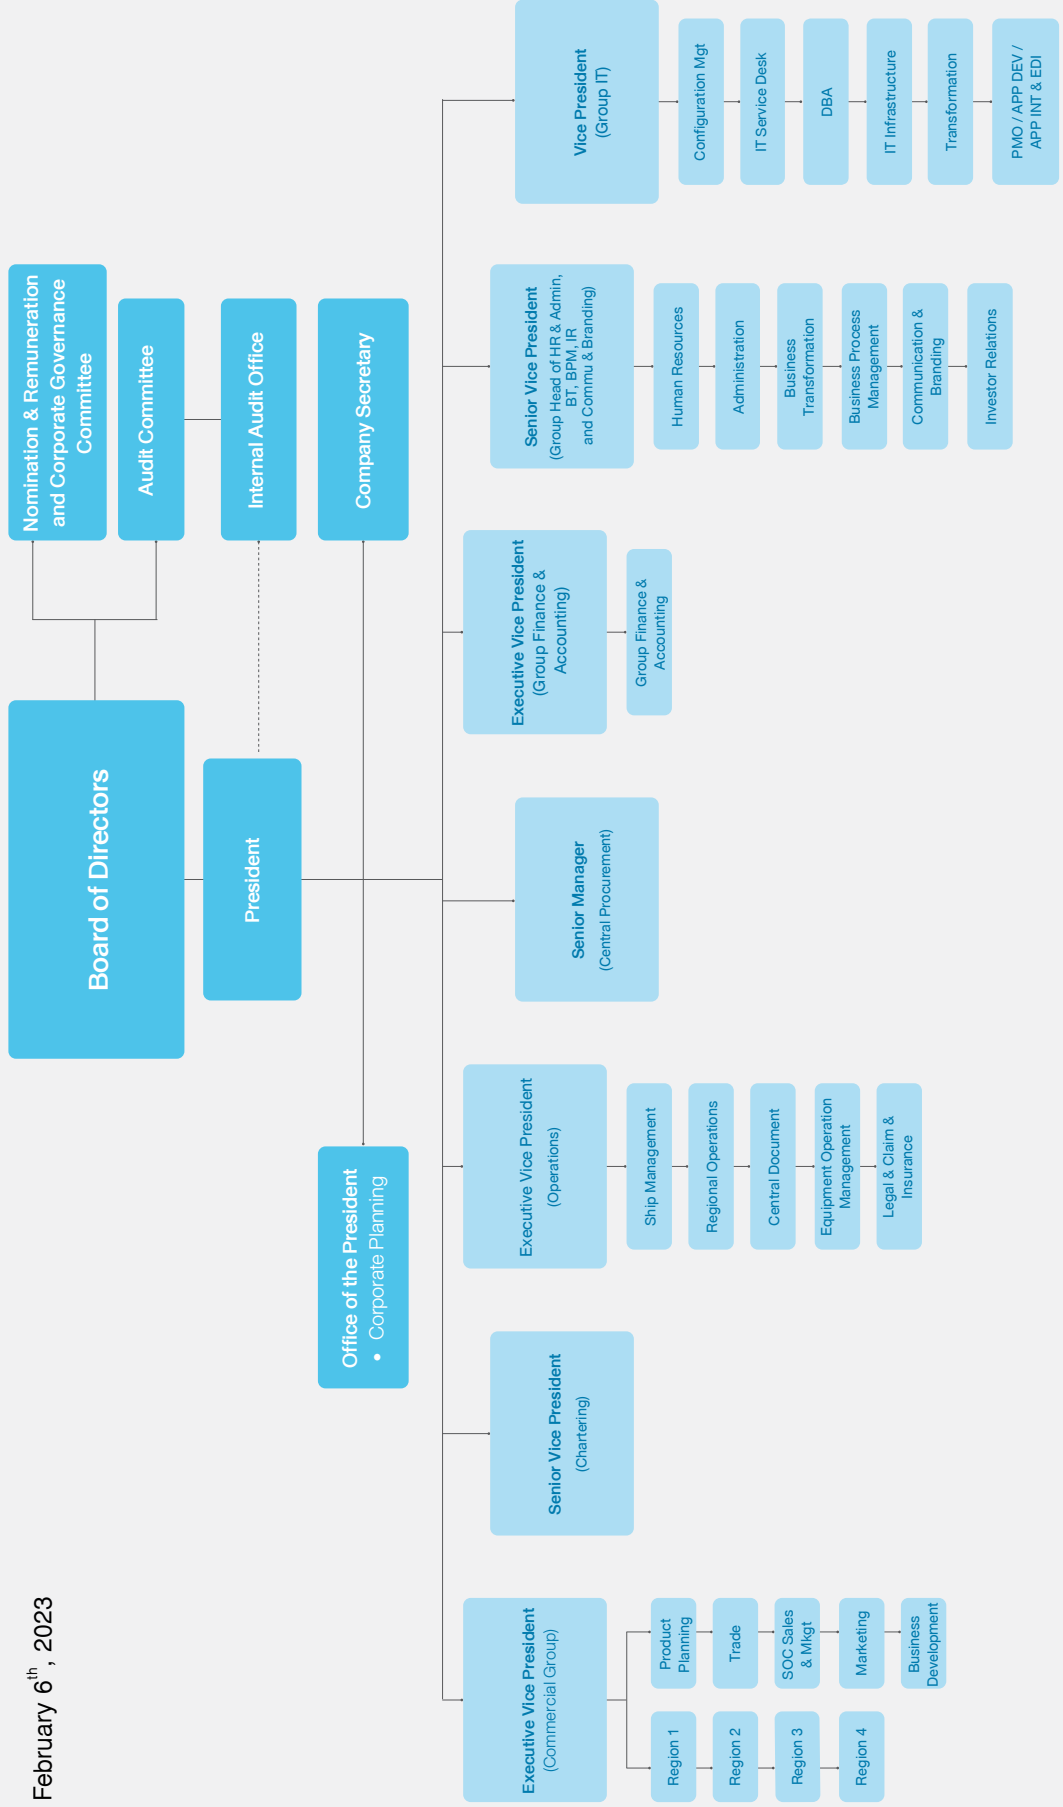 February 6th, 2023
Board of Directors
Nomination & Remuneration
and Corporate Governance
Committee
Audit Committee
President
Internal Audit Office
Office of the President
• Corporate Planning
Company Secretary
Executive Vice President
(Commercial Group)
Region 1
Region 2
Region 3
Region 4
Product
Planning
Trade
SOC Sales
& Mkgt
Marketing
Business
Development
Senior Vice President
(Chartering)
Executive Vice President
(Operations)
Ship Management
Regional Operations
Central Document
Equipment Operation
Management
Legal & Claim &
Insurance
Senior Manager
(Central Procurement)
Executive Vice President
(Group Finance &
Accounting)
Group Finance &
Accounting
Senior Vice President
(Group Head of HR & Admin,
BT, BPM, IR
and Commu & Branding)
Human Resources
Administration
Business
Transformation
Business Process
Management
Communication &
Branding
Investor Relations
Vice President
(Group IT)
Configuration Mgt
IT Service Desk
DBA
IT Infrastructure
Transformation
PMO / APP DEV /
APP INT & EDI